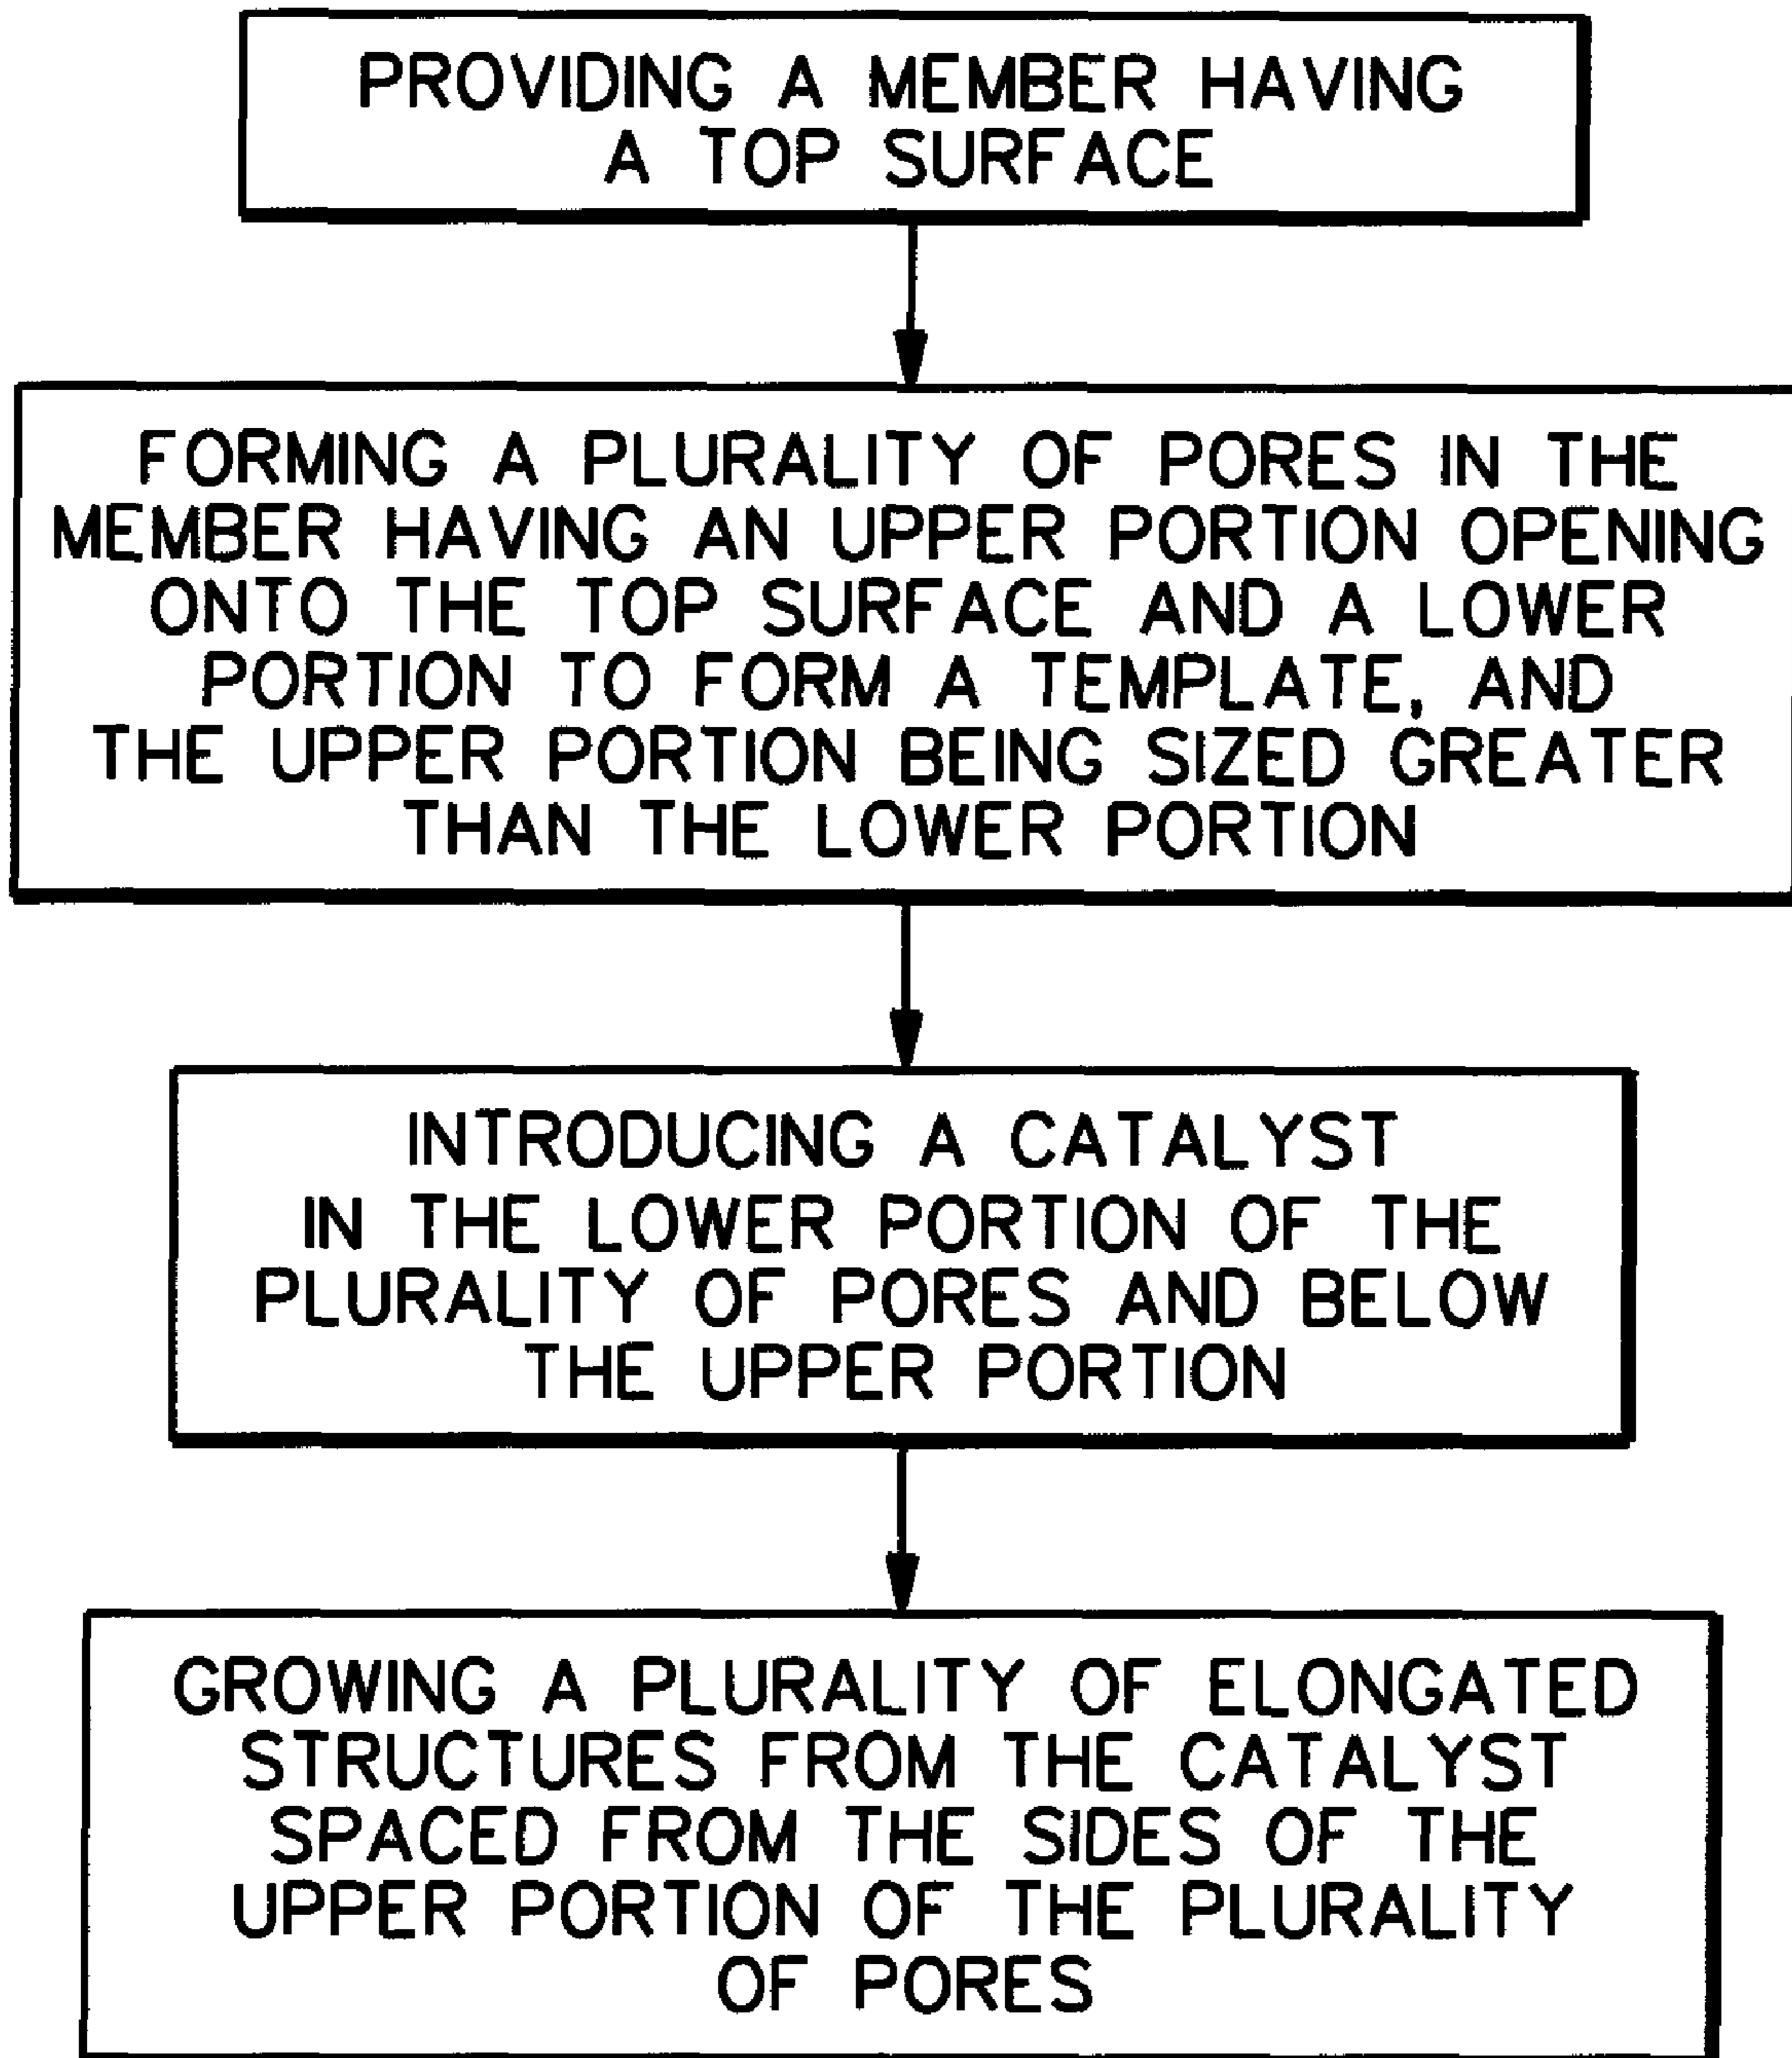 PROVIDING A MEMBER HAVING
A TOP SURFACE
FORMING A PLURALITY OF PORES IN THE
MEMBER HAVING AN UPPER PORTION OPENING
ONTO THE TOP SURFACE AND A LOWER
PORTION TO FORM A TEMPLATE, AND
THE UPPER PORTION BEING SIZED GREATER
THAN THE LOWER PORTION
INTRODUCING A CATALYST
IN THE LOWER PORTION OF THE
PLURALITY OF PORES AND BELOW
THE UPPER PORTION
GROWING A PLURALITY OF ELONGATED
STRUCTURES FROM THE CATALYST
SPACED FROM THE SIDES OF THE
UPPER PORTION OF THE PLURALITY
OF PORES